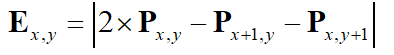 E_{x,y} = |2 × P_{x,y} − P_{x+1,y} − P_{x,y+1}|